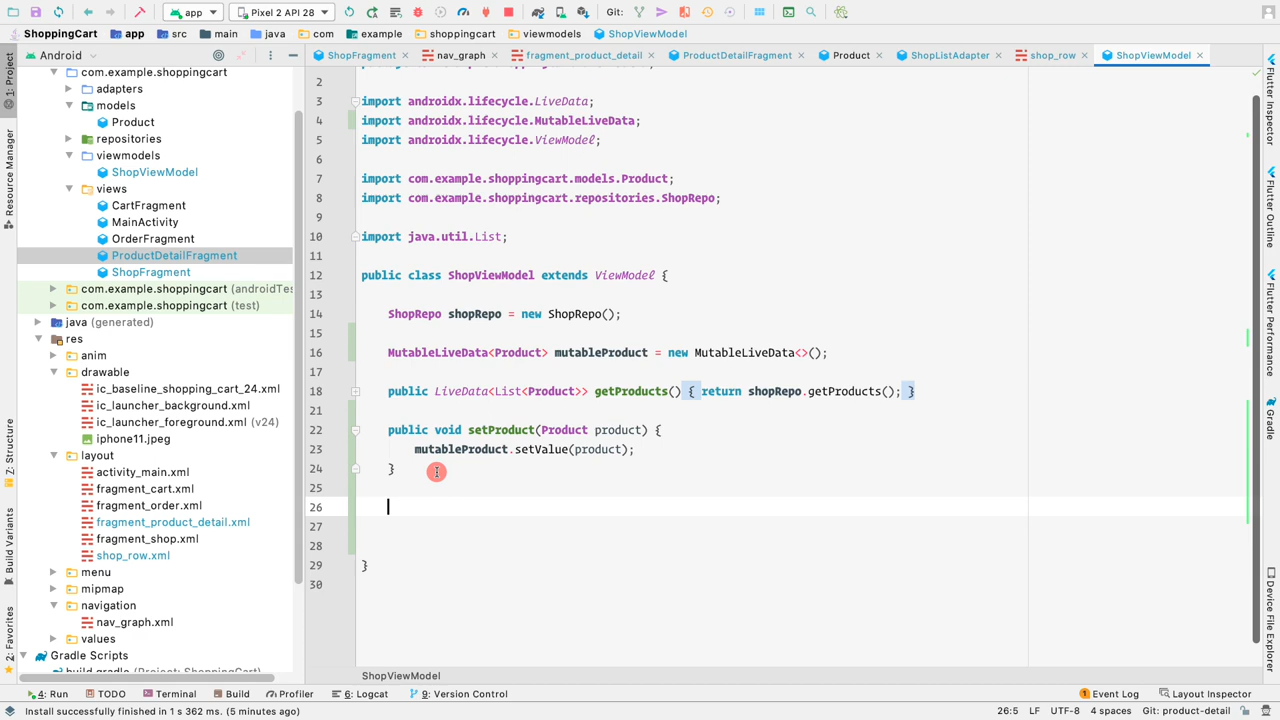 app
Pixel 2 API 28
Git:
ShoppingCart app src main java com example shoppingcart viewmodels ShopViewModel
Android
ShopFragment nav_graph fragment_product_detail ProductDetailFragment Product ShopListAdapter shop_row ShopViewModel
com.example.shoppingcart
adapters
models
Product
repositories
viewmodels
ShopViewModel
views
CartFragment
MainActivity
OrderFragment
ProductDetailFragment
ShopFragment
com.example.shoppingcart (androidTes
com.example.shoppingcart (test)
java (generated)
res
anim
drawable
ic_baseline_shopping_cart_24.xml
ic_launcher_background.xml
ic_launcher_foreground.xml (v24)
iphone11.jpeg
layout
activity_main.xml
fragment_cart.xml
fragment_order.xml
fragment_product_detail.xml
fragment_shop.xml
shop_row.xml
menu
mipmap
navigation
nav_graph.xml
values
Gradle Scripts
build.gradle (Project: ShoppingCart)
1: Project
Resource Manager
Z: Structure
Build Variants
2: Favorites
2
3 import androidx.lifecycle.LiveData;
4 import androidx.lifecycle.MutableLiveData;
5 import androidx.lifecycle.ViewModel;
6
7 import com.example.shoppingcart.models.Product;
8 import com.example.shoppingcart.repositories.ShopRepo;
9
10 import java.util.List;
11
12 public class ShopViewModel extends ViewModel {
13
14 ShopRepo shopRepo = new ShopRepo();
15
16 MutableLiveData<Product> mutableProduct = new MutableLiveData<>();
17
18 public LiveData<List<Product>> getProducts() { return shopRepo.getProducts(); }
21
22 public void setProduct(Product product) {
23 mutableProduct.setValue(product);
24 }
25
26
27
28
29 }
30
ShopViewModel
Flutter Inspector
Flutter Outline
Flutter Performance
Gradle
Device File Explorer
4: Run TODO Terminal Build Profiler 6: Logcat 9: Version Control 1 Event Log Layout Inspector
Install successfully finished in 1 s 362 ms. (5 minutes ago) 26:5 LF UTF-8 4 spaces Git: product-detail